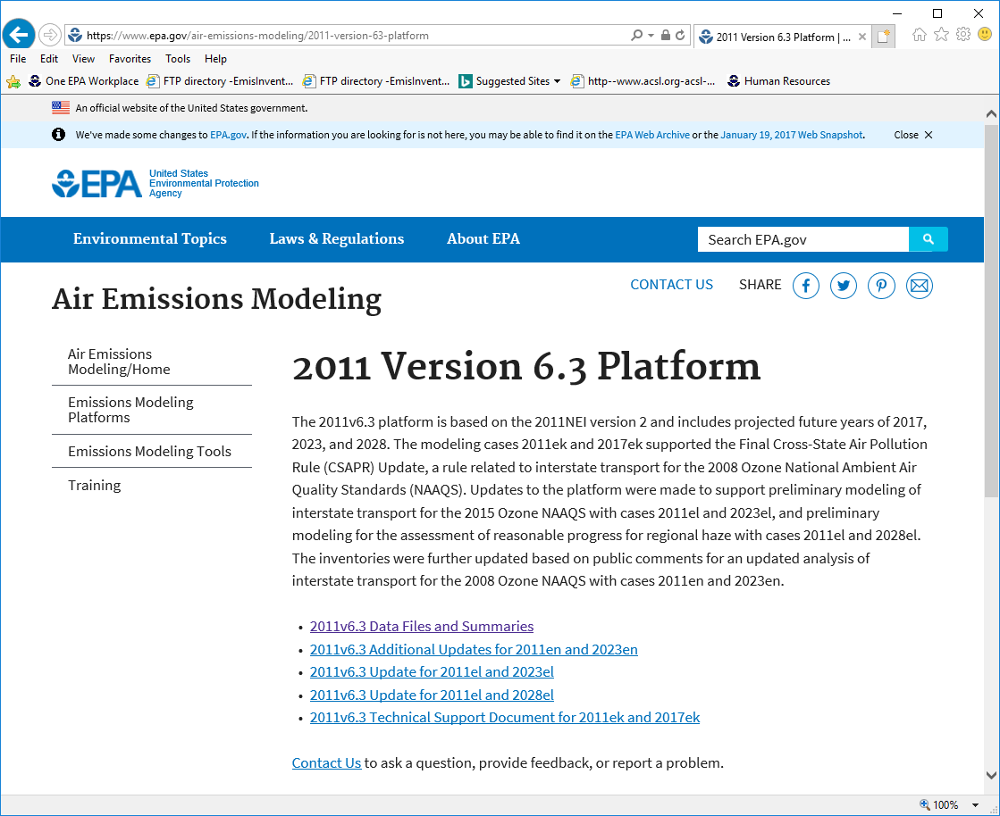 https://www.epa.gov/air-emissions-modeling/2011-version-63-platform
2011 Version 6.3 Platform | ...
File Edit View Favorites Tools Help
One EPA Workplace FTP directory -EmisInvent... FTP directory -EmisInvent... Suggested Sites http--www.acsl.org-acsl-... Human Resources
An official website of the United States government.
We've made some changes to EPA.gov. If the information you are looking for is not here, you may be able to find it on the EPA Web Archive or the January 19, 2017 Web Snapshot. Close
EPA
United States
Environmental Protection
Agency
Environmental Topics Laws & Regulations About EPA Search EPA.gov
CONTACT US SHARE
Air Emissions Modeling
Air Emissions
Modeling/Home
Emissions Modeling
Platforms
Emissions Modeling Tools
Training
2011 Version 6.3 Platform
The 2011v6.3 platform is based on the 2011NEI version 2 and includes projected future years of 2017,
2023, and 2028. The modeling cases 2011ek and 2017ek supported the Final Cross-State Air Pollution
Rule (CSAPR) Update, a rule related to interstate transport for the 2008 Ozone National Ambient Air
Quality Standards (NAAQS). Updates to the platform were made to support preliminary modeling of
interstate transport for the 2015 Ozone NAAQS with cases 2011el and 2023el, and preliminary
modeling for the assessment of reasonable progress for regional haze with cases 2011el and 2028el.
The inventories were further updated based on public comments for an updated analysis of
interstate transport for the 2008 Ozone NAAQS with cases 2011en and 2023en.
• 2011v6.3 Data Files and Summaries
• 2011v6.3 Additional Updates for 2011en and 2023en
• 2011v6.3 Update for 2011el and 2023el
• 2011v6.3 Update for 2011el and 2028el
• 2011v6.3 Technical Support Document for 2011ek and 2017ek
Contact Us to ask a question, provide feedback, or report a problem.
100%